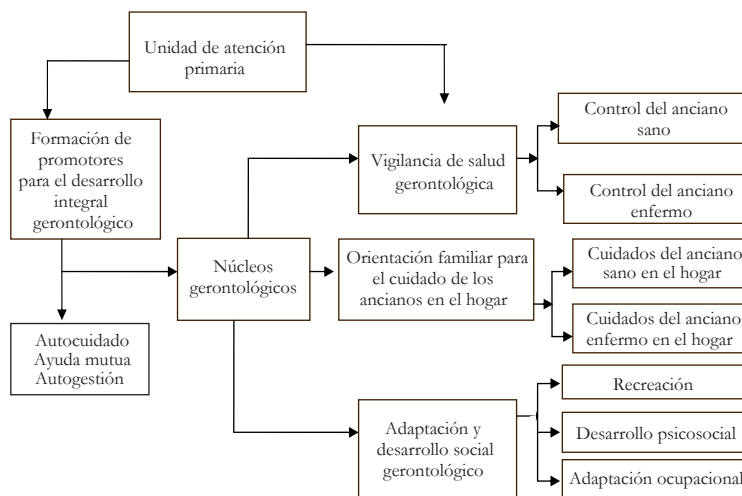 Unidad de atención
primaria
Formación de
promotores
para el desarrollo
integral
gerontológico
Vigilancia de salud
gerontológica
Control del anciano
sano
Control del anciano
enfermo
Núcleos
gerontológicos
Orientación familiar para
el cuidado de los
ancianos en el hogar
Cuidados del anciano
sano en el hogar
Cuidados del anciano
enfermo en el hogar
Autocuidado
Ayuda mutua
Autogestión
Adaptación y
desarrollo social
gerontológico
Recreación
Desarrollo psicosocial
Adaptación ocupacional